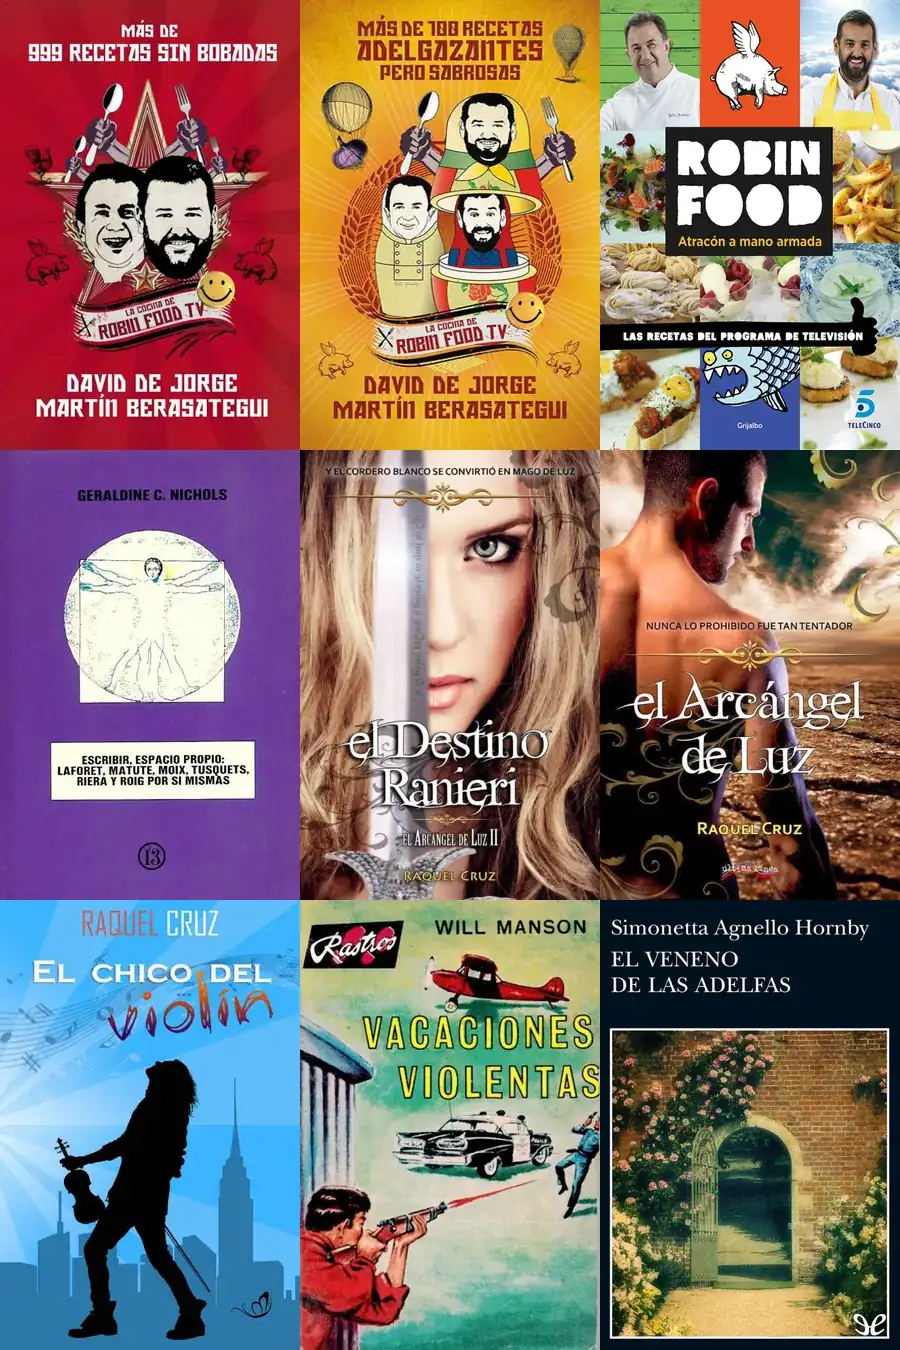 MÁS DE
999 RECETAS SIN BOBADAS
LA COCINA DE
ROBIN FOOD TV
DAVID DE JORGE
MARTÍN BERASATEGUI
MÁS DE 100 RECETAS
ADELGAZANTES
PERO SABROSAS
LA COCINA DE
ROBIN FOOD TV
DAVID DE JORGE
MARTÍN BERASATEGUI
ROBIN
FOOD
Atracón a mano armada
LAS RECETAS DEL PROGRAMA DE TELEVISIÓN
Grijalbo
5
TELECINCO
GERALDINE C. NICHOLS
ESCRIBIR, ESPACIO PROPIO:
LAFORET, MATUTE, MOIX, TUSQUETS,
RIERA Y ROIG POR SI MISMAS
13
Y EL CORDERO BLANCO SE CONVIRTIÓ EN MAGO DE LUZ
el Destino
Ranieri
EL ARCÁNGEL DE LUZ II
RAQUEL CRUZ
NUNCA LO PROHIBIDO FUE TAN TENTADOR
el Arcángel
de Luz
RAQUEL CRUZ
última línea
RAQUEL CRUZ
EL CHICO DEL
violín
Rastros
WILL MANSON
VACACIONES
VIOLENTAS
POLICE
Simonetta Agnello Hornby
EL VENENO
DE LAS ADELFAS